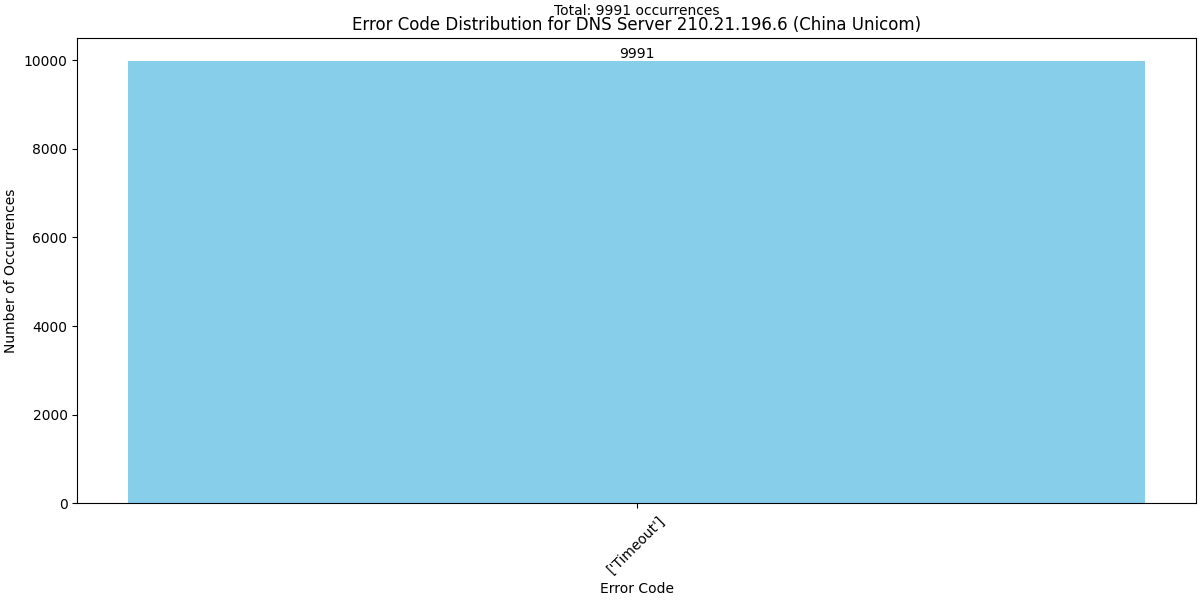 Total: 9991 occurrences
Error Code Distribution for DNS Server 210.21.196.6 (China Unicom)
9991
10000
8000
6000
4000
2000
0
Number of Occurrences
['Timeout']
Error Code